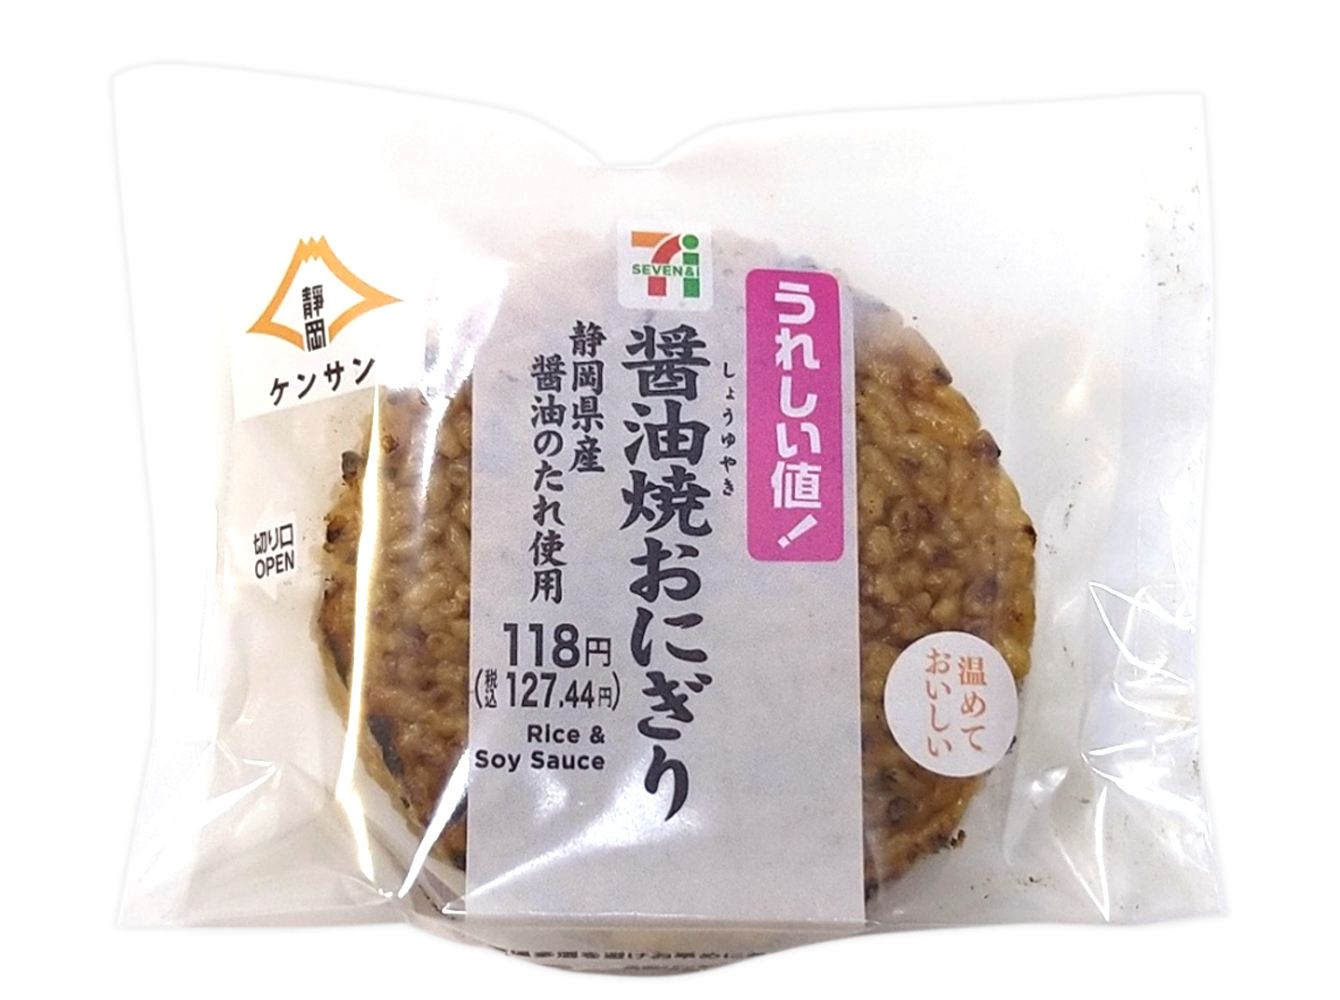 静岡
ケンサン
切り口
OPEN
SEVEN&i
うれしい値!
しょうゆやき
醤油焼おにぎり
静岡県産
醤油のたれ使用
118円
(税込127.44円)
Rice &
Soy Sauce
温めて
おいしい